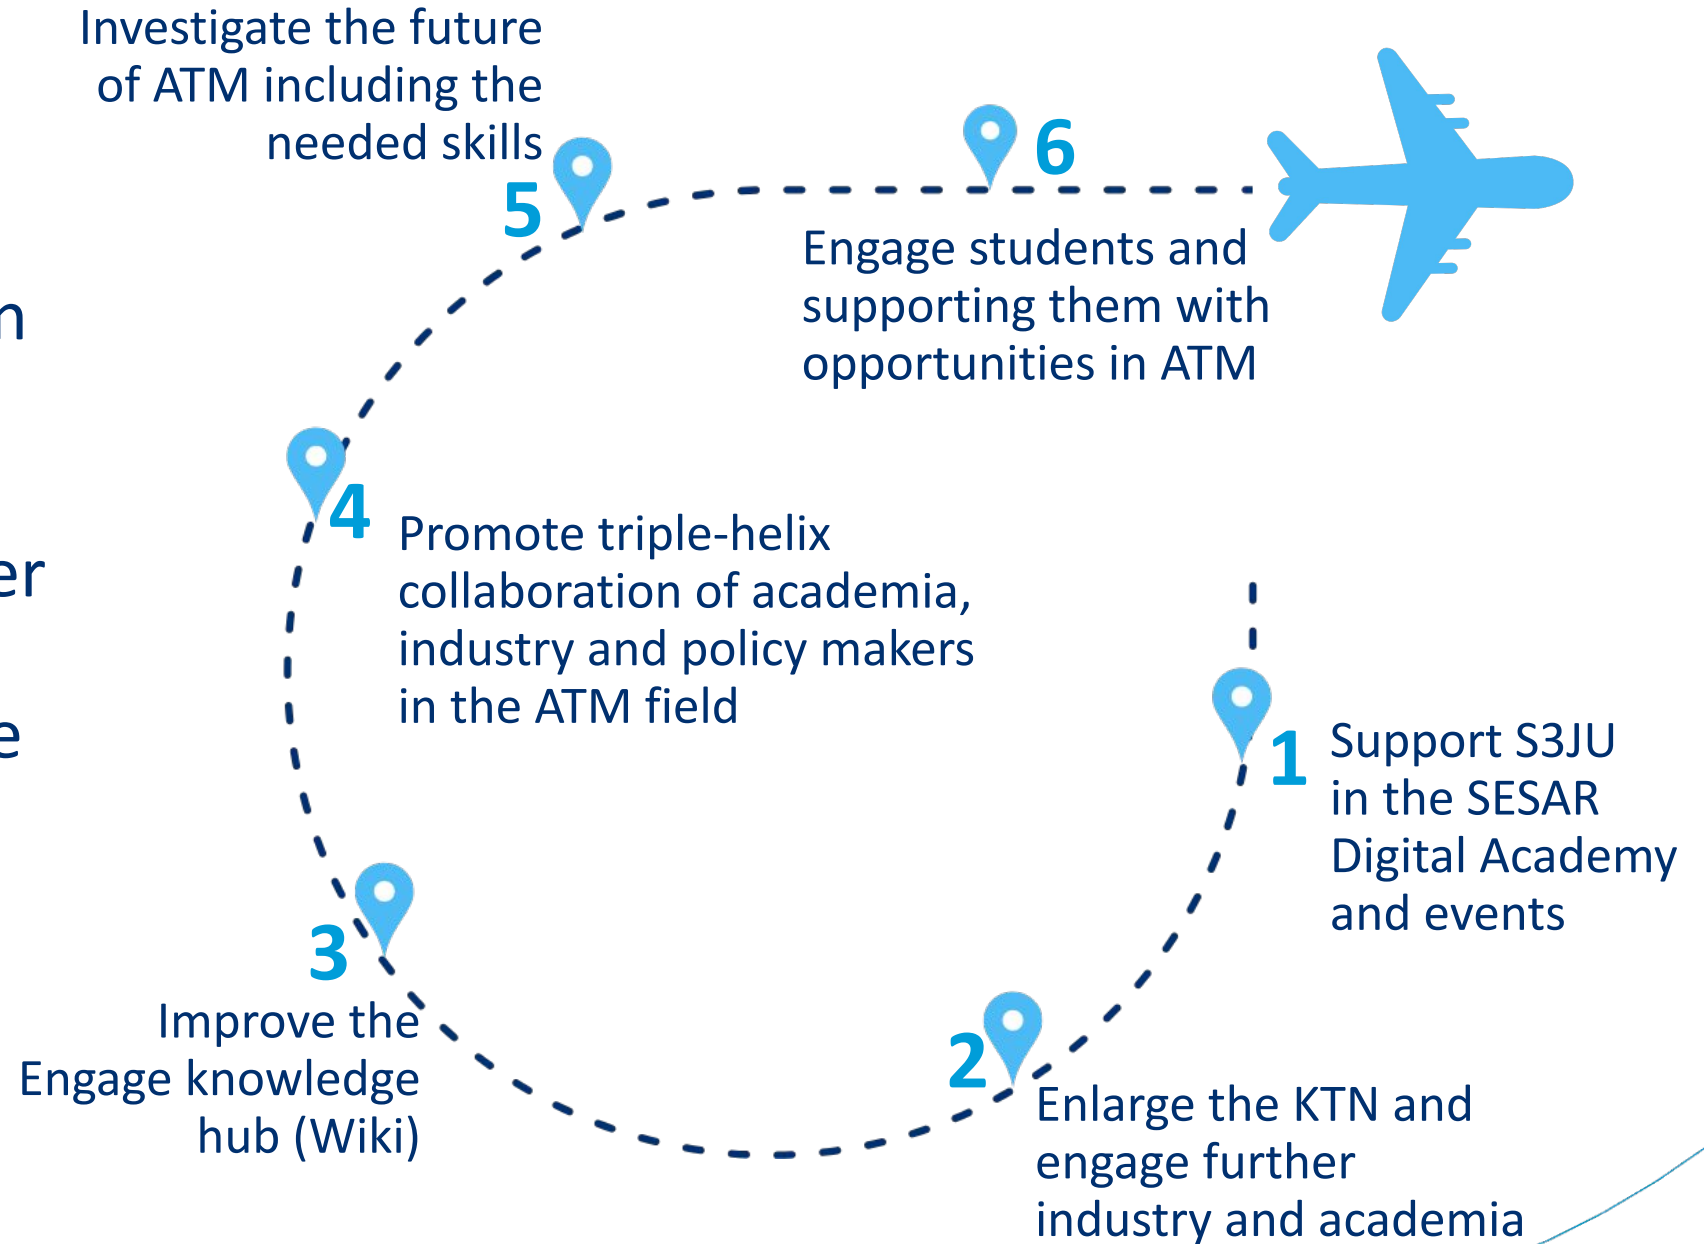 Investigate the future
of ATM including the
needed skills
5
6
Engage students and
supporting them with
opportunities in ATM
4
Promote triple-helix
collaboration of academia,
industry and policy makers
in the ATM field
1
Support S3JU
in the SESAR
Digital Academy
and events
3
Improve the
Engage knowledge
hub (Wiki)
2
Enlarge the KTN and
engage further
industry and academia